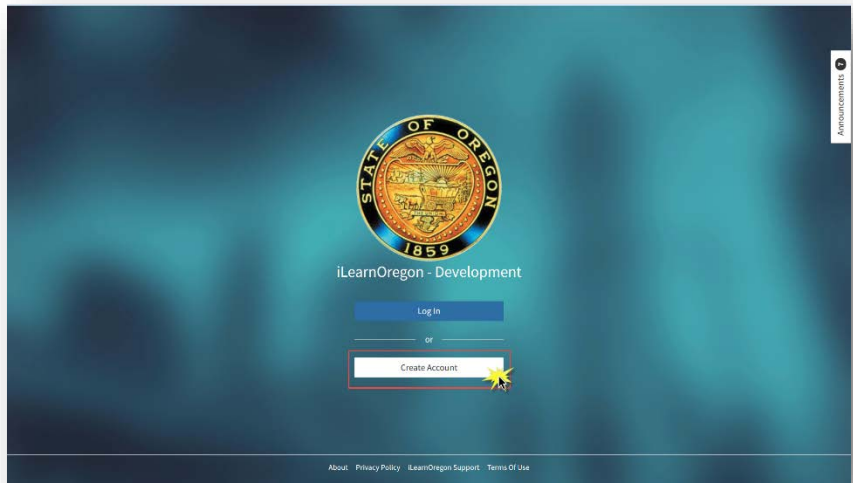 Announcements 7
STATE OF OREGON
THE UNION
1859
iLearnOregon - Development
Log In
or
Create Account
About Privacy Policy iLearnOregon Support Terms Of Use